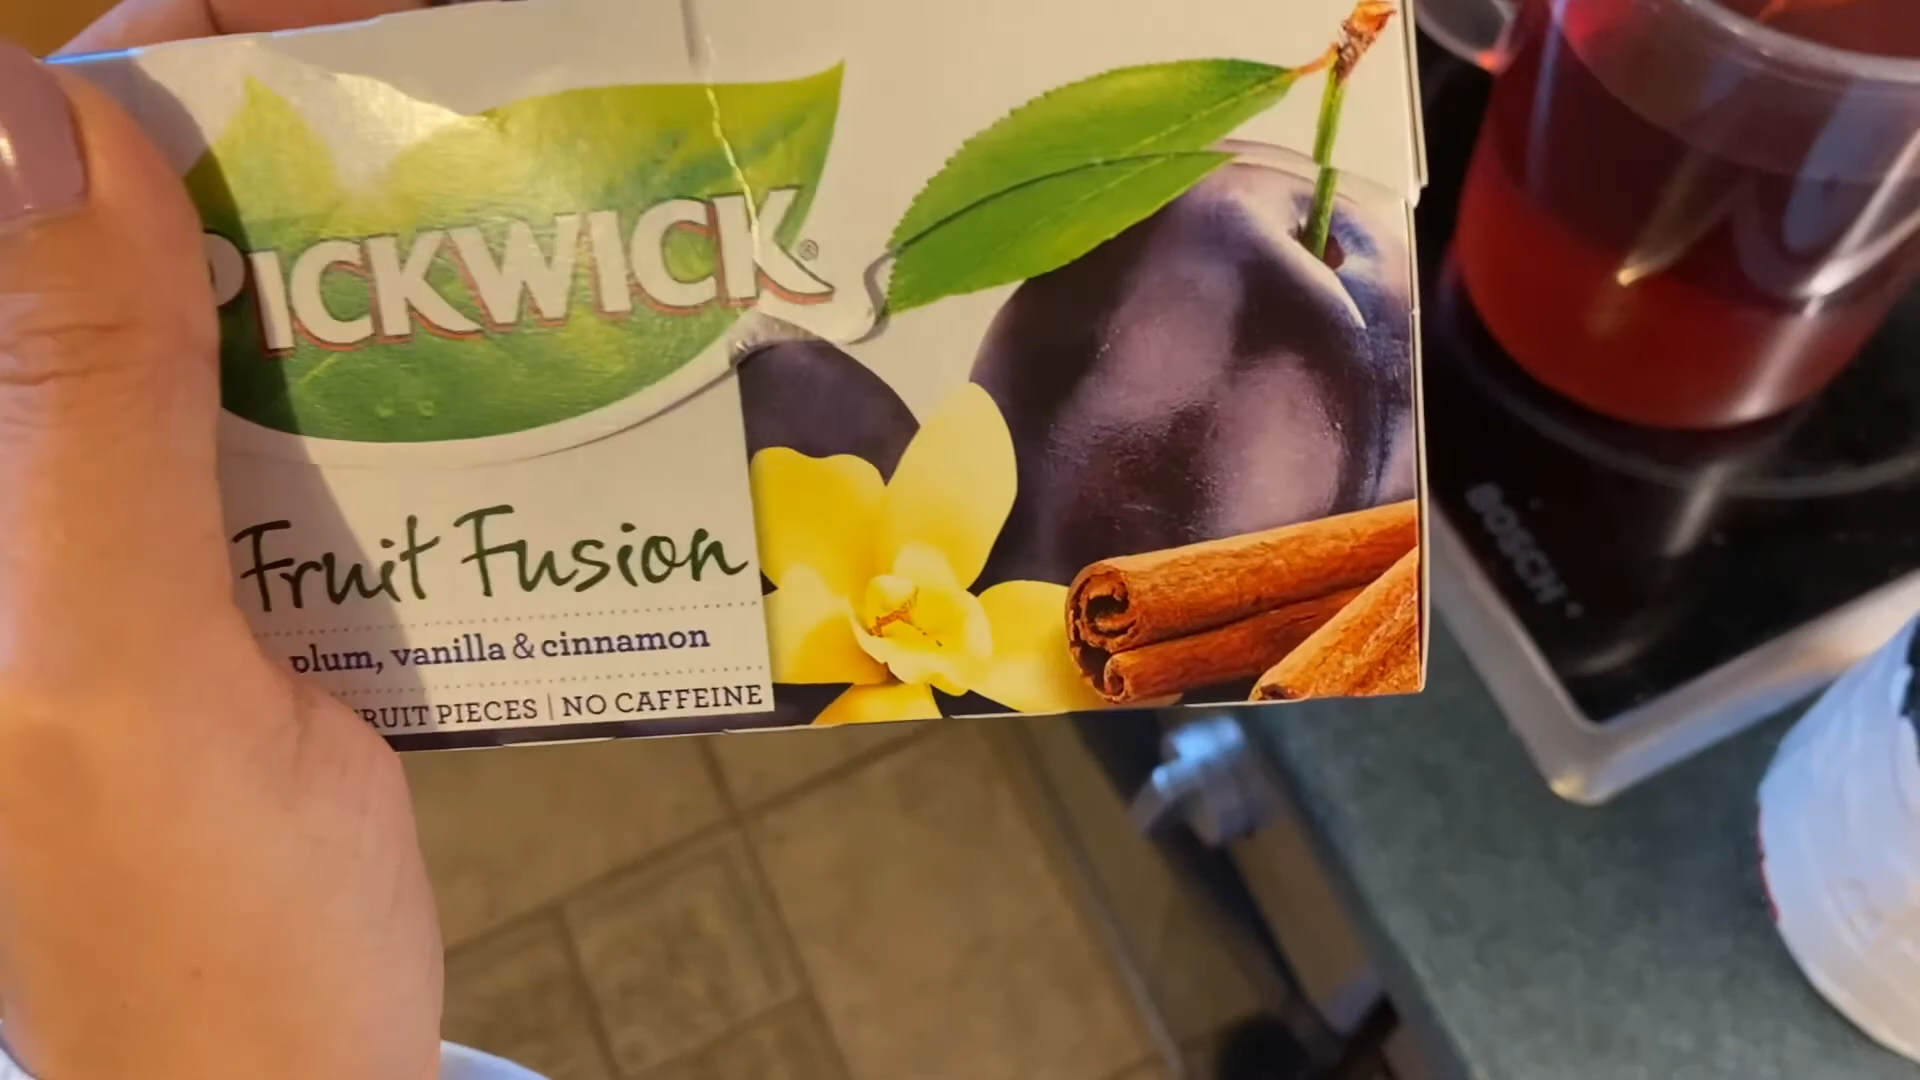 PICKWICK®
Fruit Fusion
plum, vanilla & cinnamon
FRUIT PIECES | NO CAFFEINE
BOSCH